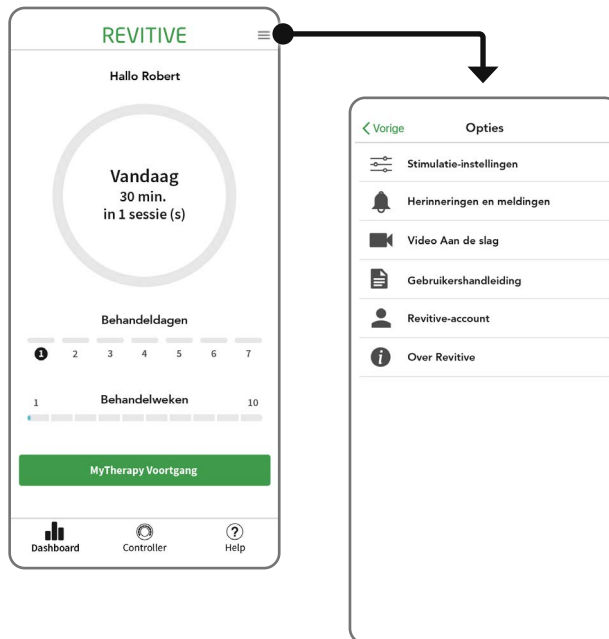 REVITIVE
Hallo Robert
Vandaag
30 min.
in 1 sessie (s)
Behandeldagen
1 2 3 4 5 6 7
Behandelweken
1 10
MyTherapy Voortgang
Dashboard Controller Help
Vorige Opties
Stimulatie-instellingen
Herinneringen en meldingen
Video Aan de slag
Gebruikershandleiding
Revitive-account
Over Revitive